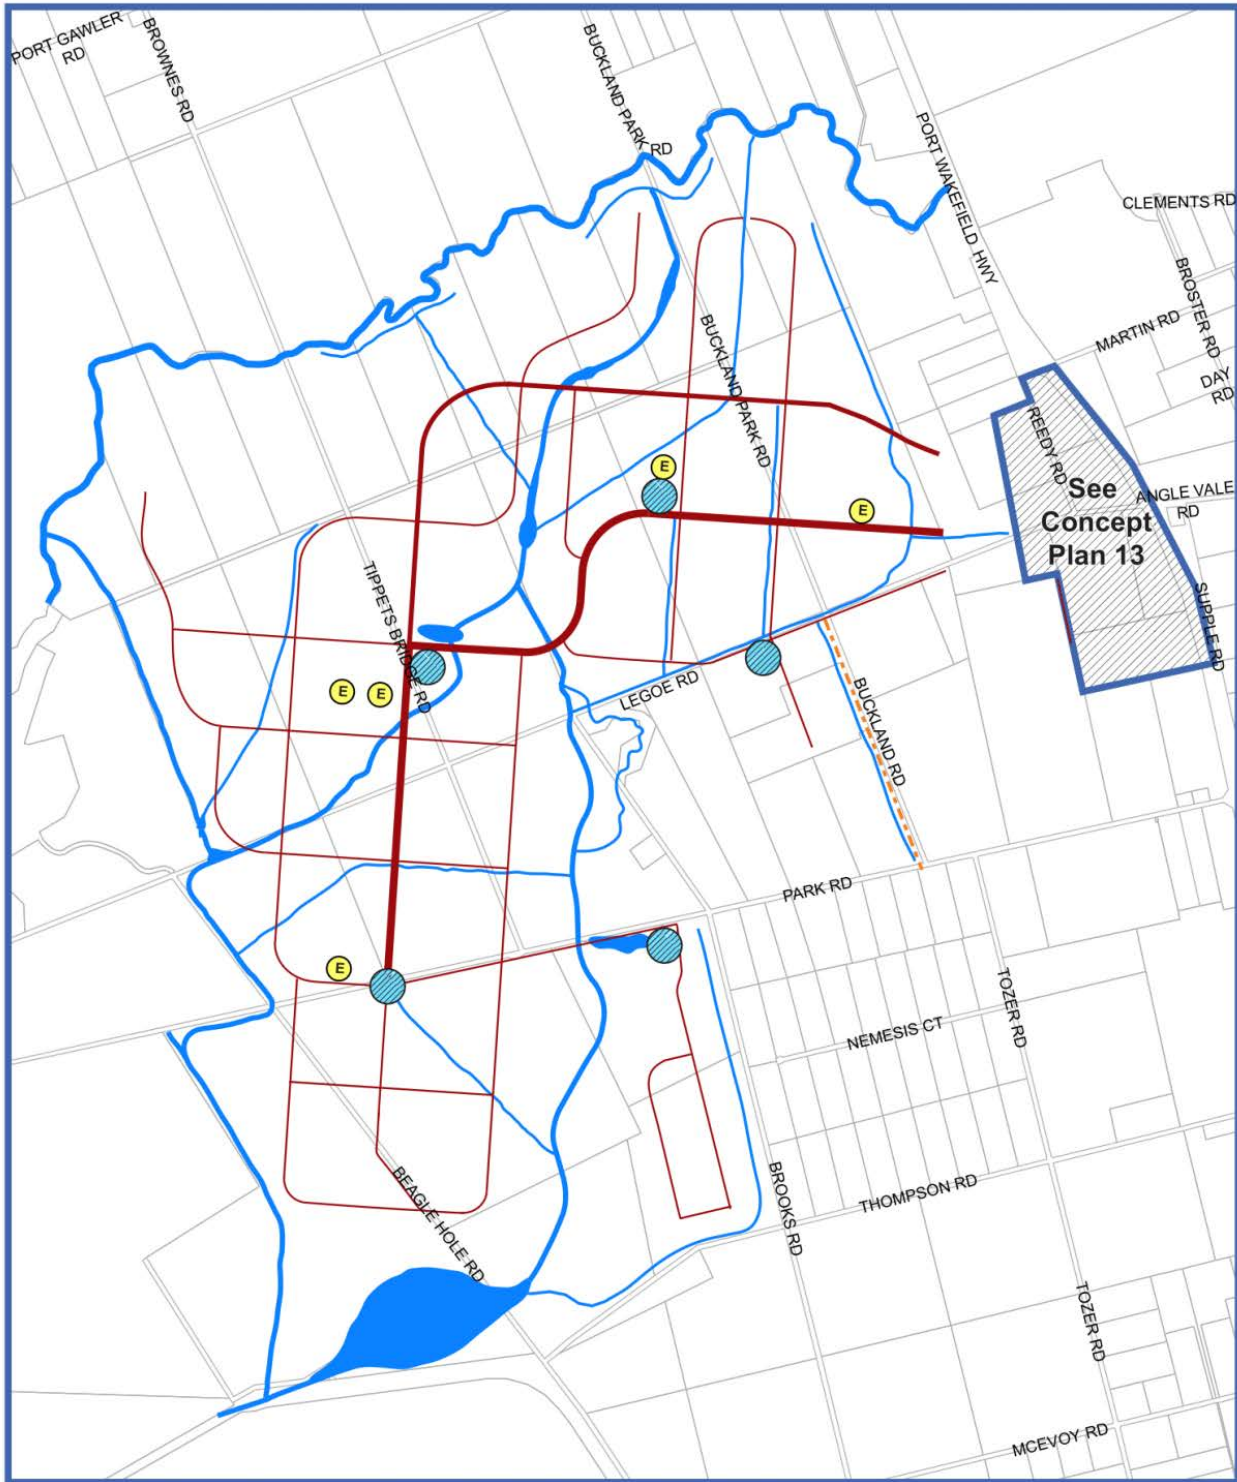 PORT GAWLER
RD
BROWNES RD
BUCKLAND PARK RD
PORT WAKEFIELD HWY
CLEMENTS RD
BROSTER RD
MARTIN RD
DAY
RD
BUCKLAND PARK RD
REEDY RD
See
Concept
Plan 13
ANGLE VALE
RD
SUPPLE RD
E
E
TIPPETS BRIDGE RD
E
E
LEGOE RD
BUCKLAND RD
PARK RD
E
TOZER RD
NEMESIS CT
BEAGLE HOLE RD
BROOKS RD
THOMPSON RD
TOZER RD
MCEVOY RD